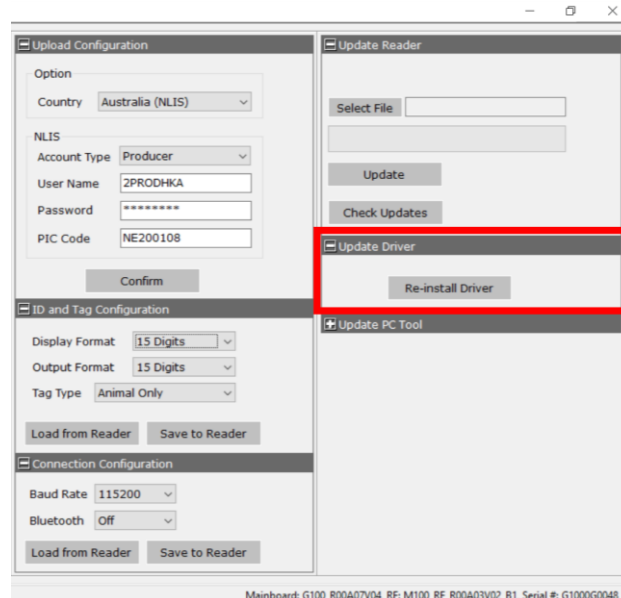 Upload Configuration
Option
Country Australia (NLIS)
NLIS
Account Type Producer
User Name 2PRODHKA
Password ********
PIC Code NE200108
Confirm
ID and Tag Configuration
Display Format 15 Digits
Output Format 15 Digits
Tag Type Animal Only
Load from Reader Save to Reader
Connection Configuration
Baud Rate 115200
Bluetooth Off
Load from Reader Save to Reader
Update Reader
Select File
Update
Check Updates
Update Driver
Re-install Driver
Update PC Tool
Mainboard: G100_R00A07V04 RF: M100_RF_R00A03V02_B1 Serial #: G1000G0048